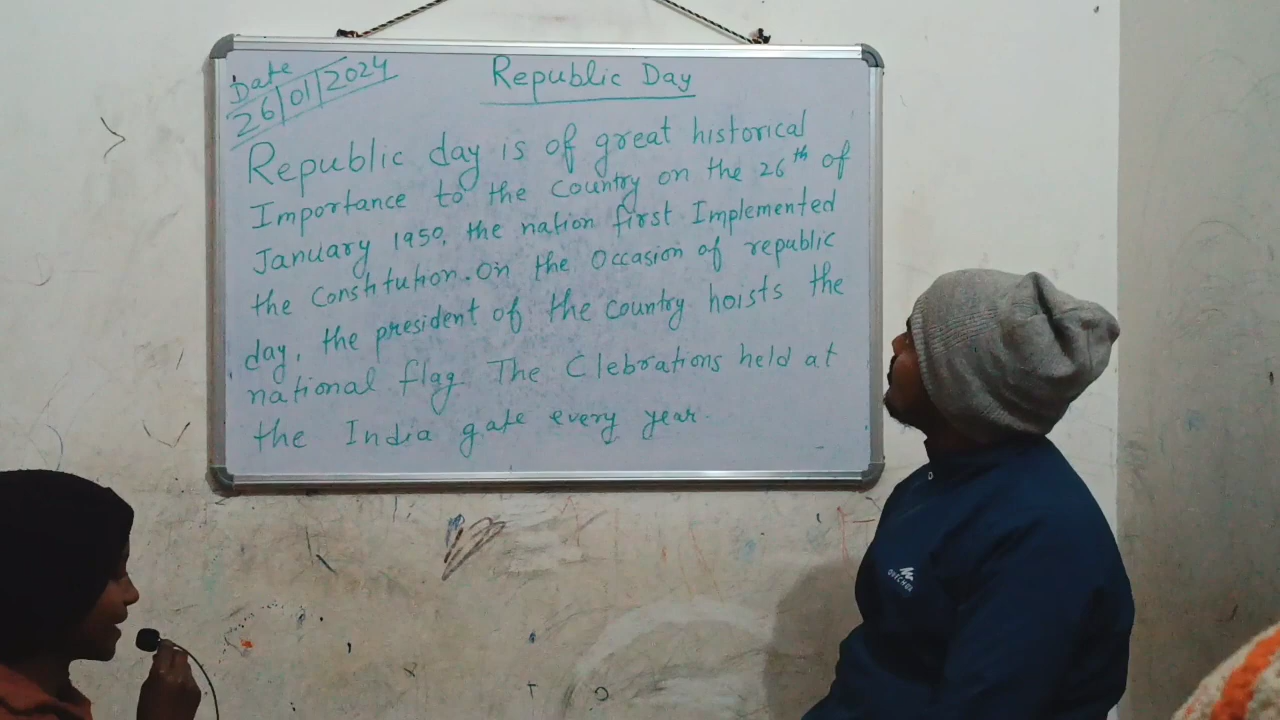 Date
26/01/2024
Republic Day
Republic day is of great historical
Importance to the Country on the 26th of
January 1950, the nation first Implemented
the Constitution. On the Occasion of republic
day, the president of the country hoists the
national flag. The Clebrations held at
the India gate every year.
QUECHUA